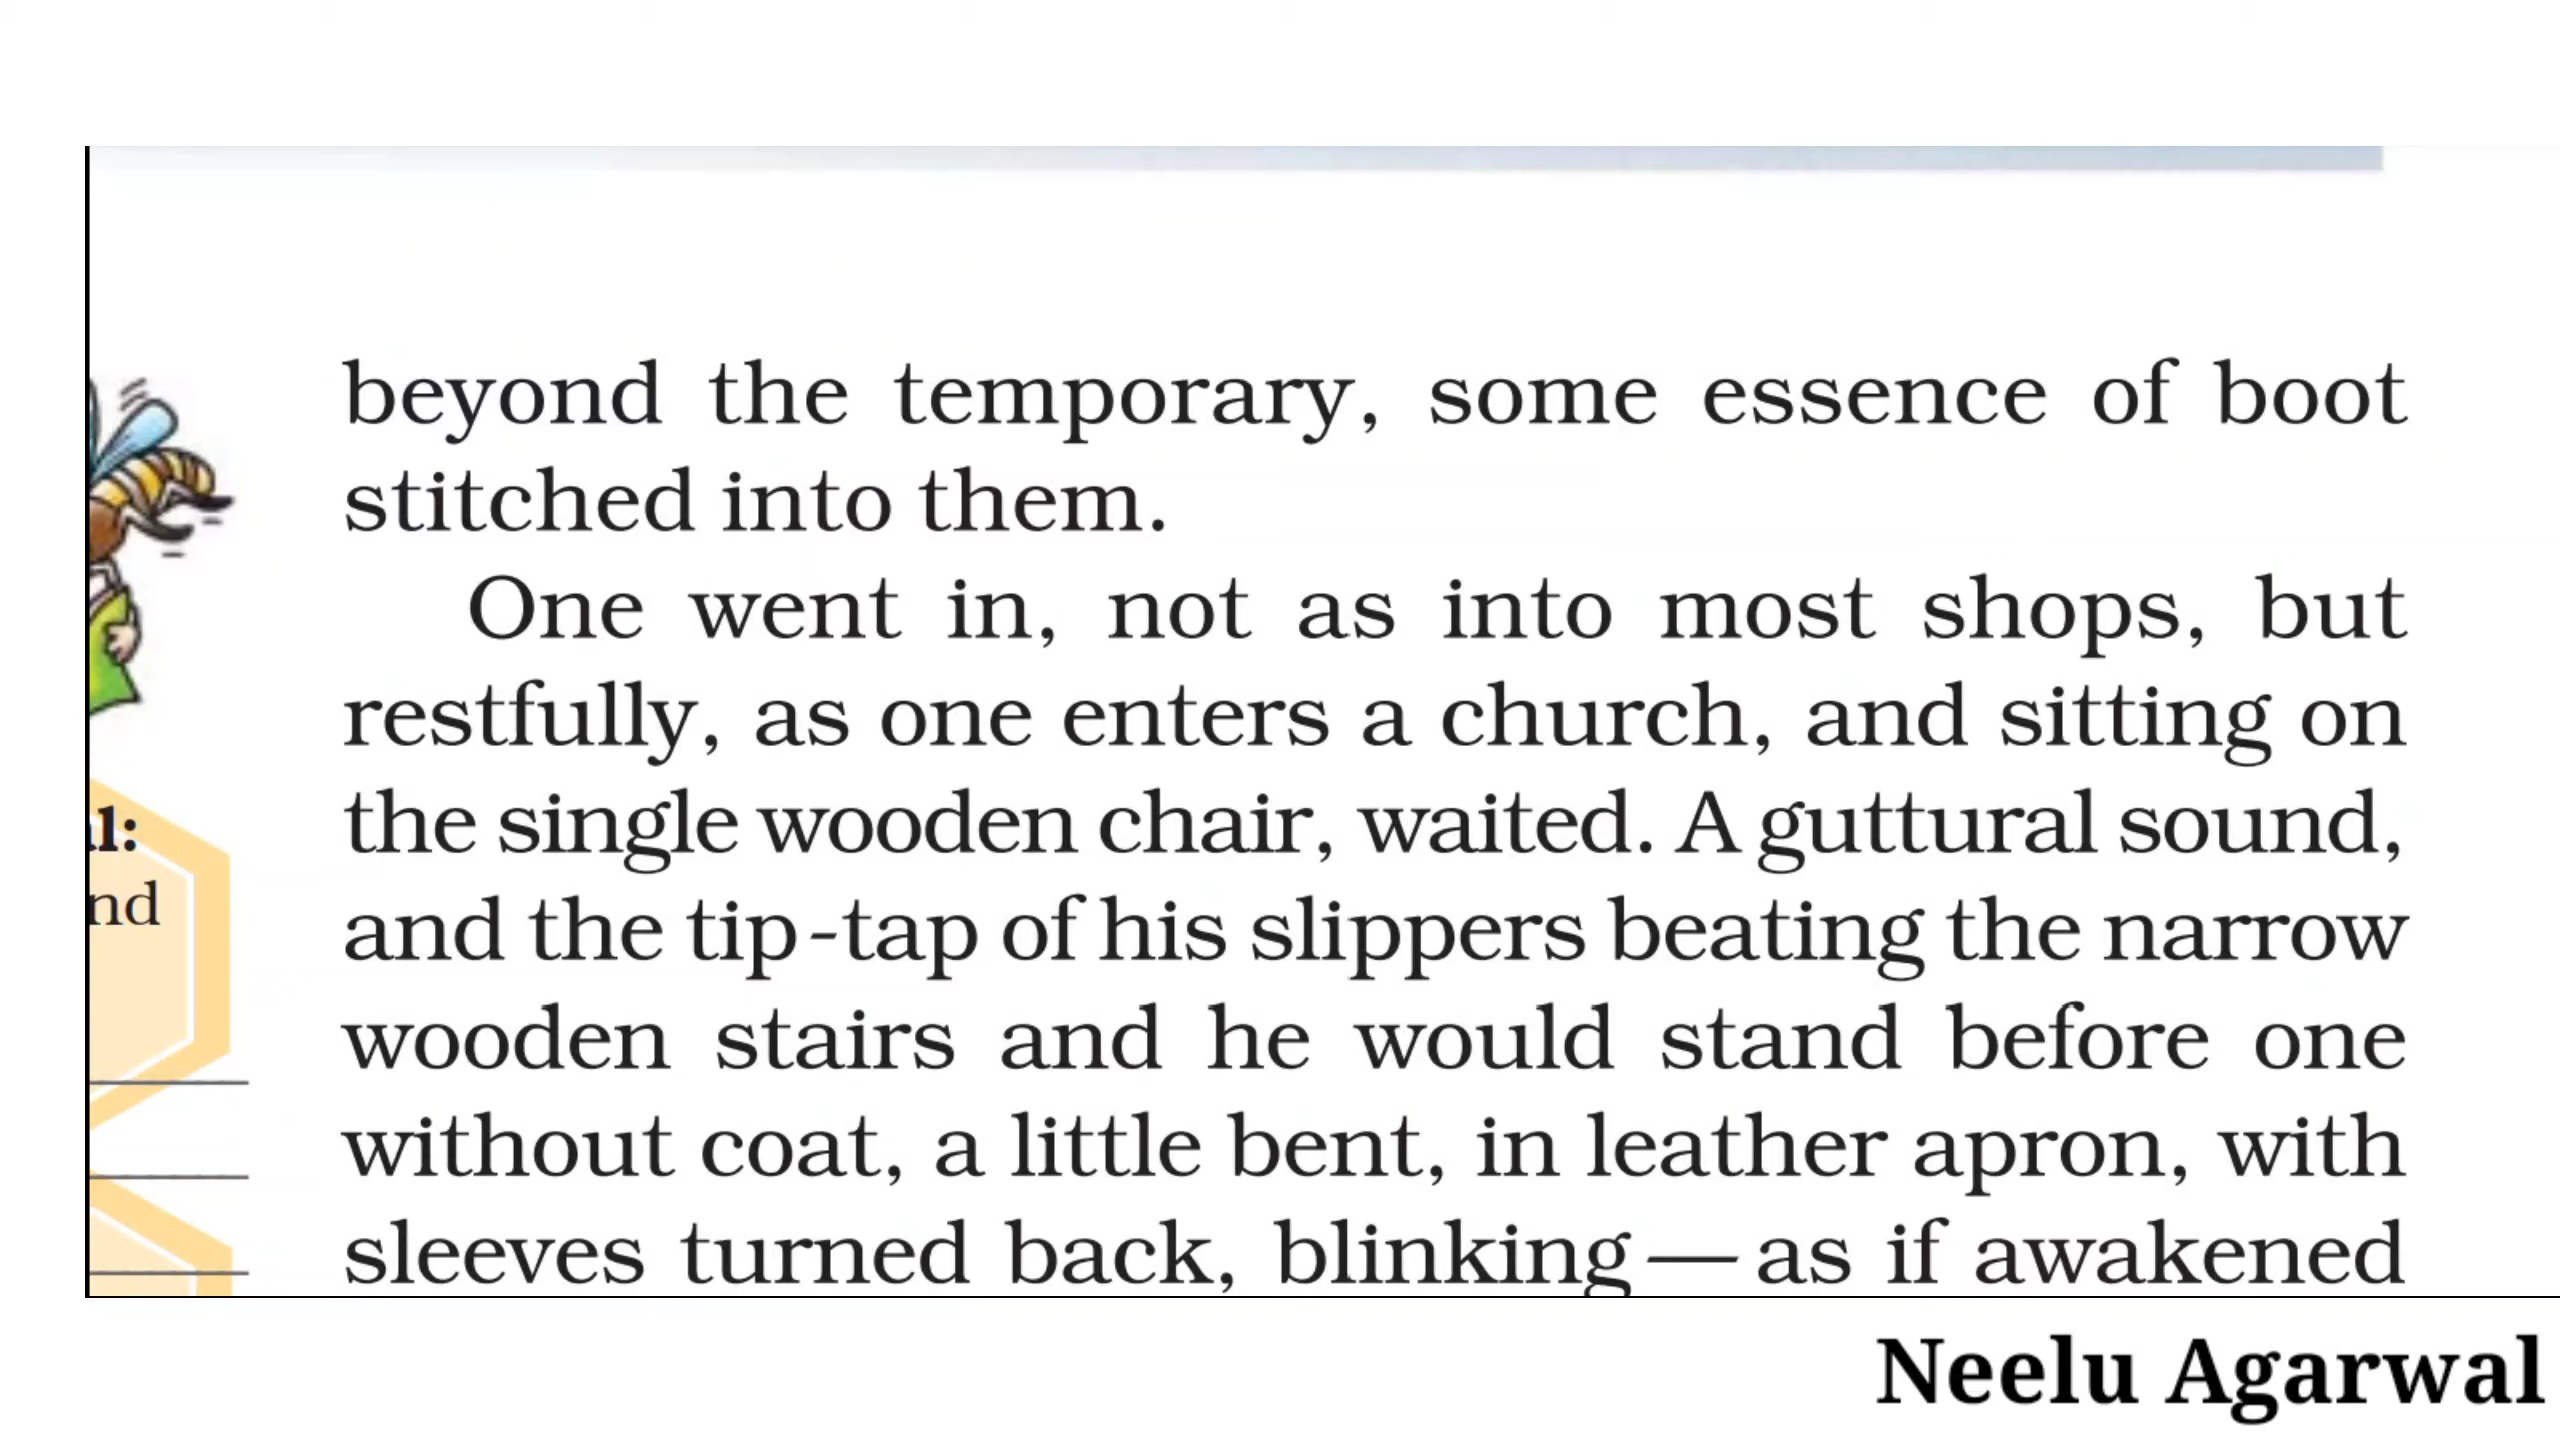 beyond the temporary, some essence of boot
stitched into them.
One went in, not as into most shops, but
restfully, as one enters a church, and sitting on
the single wooden chair, waited. A guttural sound,
and the tip-tap of his slippers beating the narrow
wooden stairs and he would stand before one
without coat, a little bent, in leather apron, with
sleeves turned back, blinking—as if awakened
l:
nd
Neelu Agarwal